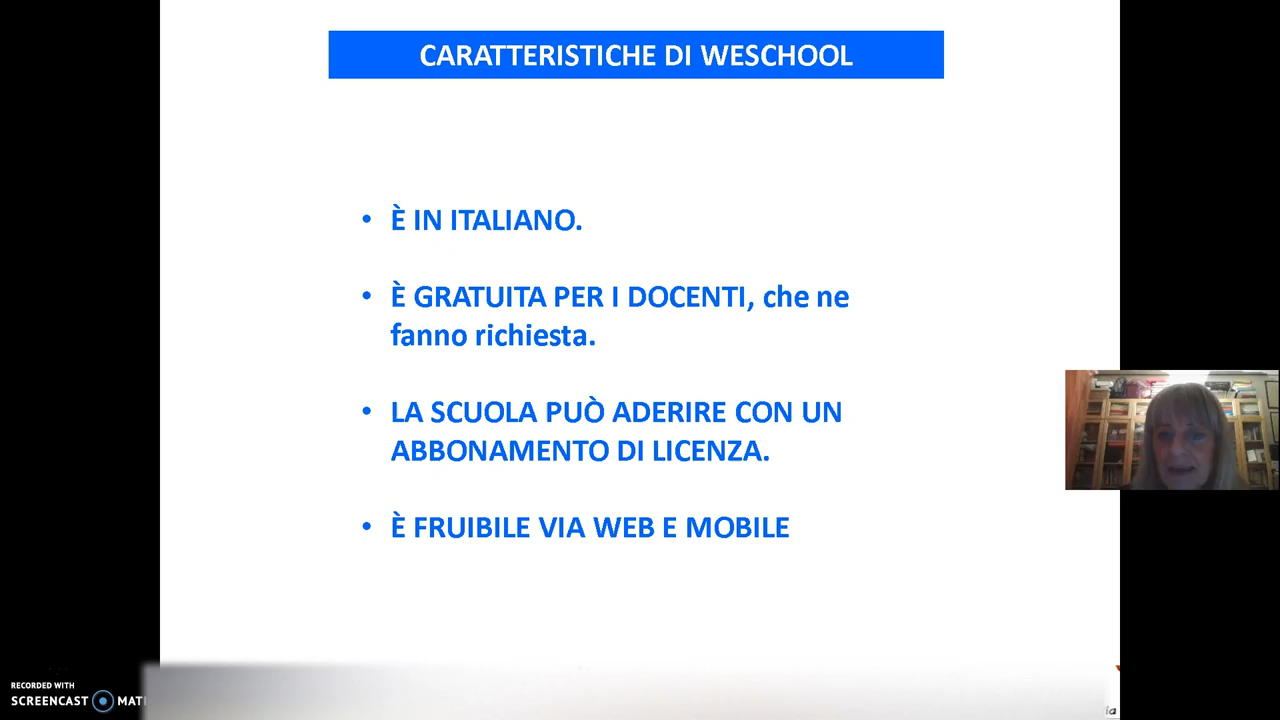 CARATTERISTICHE DI WESCHOOL
• È IN ITALIANO.
• È GRATUITA PER I DOCENTI, che ne
fanno richiesta.
• LA SCUOLA PUÒ ADERIRE CON UN
ABBONAMENTO DI LICENZA.
• È FRUIBILE VIA WEB E MOBILE
RECORDED WITH
SCREENCAST MATI